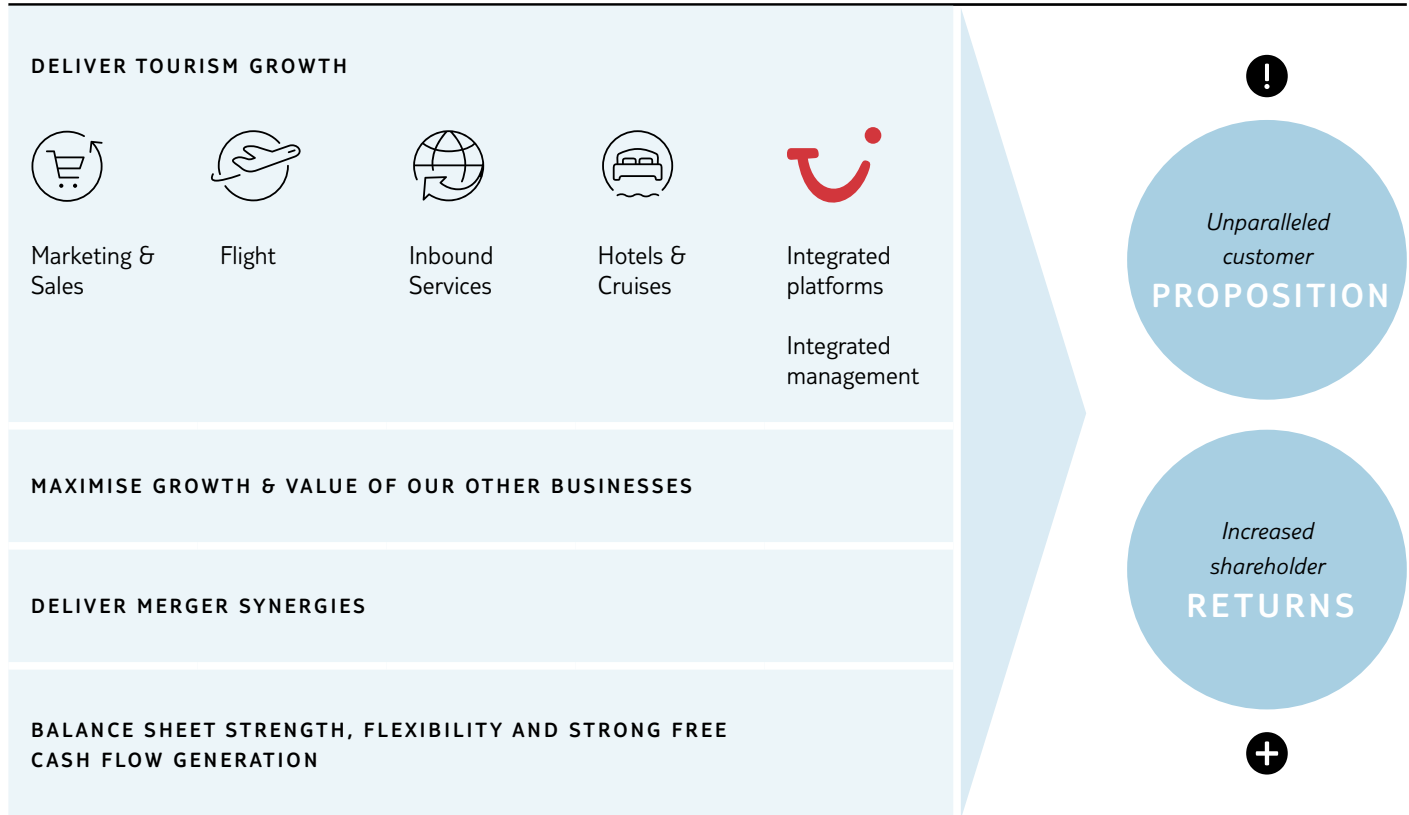 DELIVER TOURISM GROWTH
Marketing &
Sales
Flight
Inbound
Services
Hotels &
Cruises
Integrated
platforms
Integrated
management
MAXIMISE GROWTH & VALUE OF OUR OTHER BUSINESSES
DELIVER MERGER SYNERGIES
BALANCE SHEET STRENGTH, FLEXIBILITY AND STRONG FREE
CASH FLOW GENERATION
Unparalleled
customer
PROPOSITION
Increased
shareholder
RETURNS